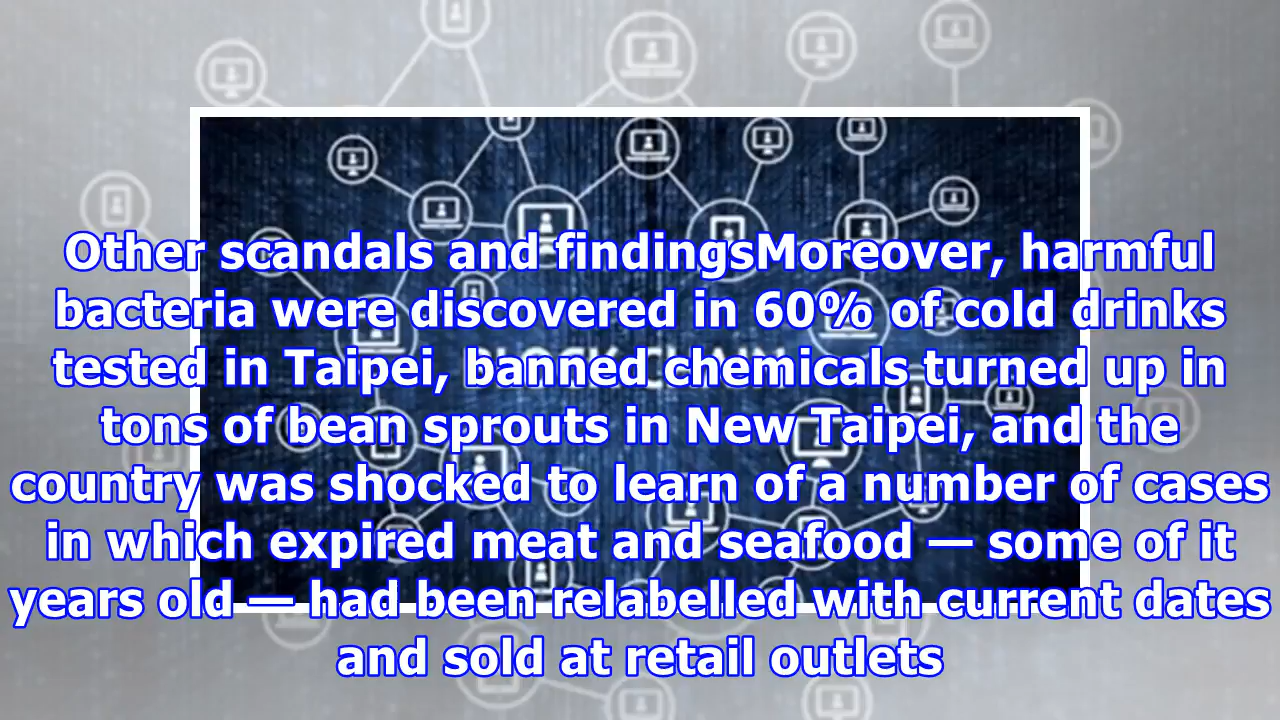 Other scandals and findingsMoreover, harmful
bacteria were discovered in 60% of cold drinks
tested in Taipei, banned chemicals turned up in
tons of bean sprouts in New Taipei, and the
country was shocked to learn of a number of cases
in which expired meat and seafood — some of it
years old — had been relabelled with current dates
and sold at retail outlets